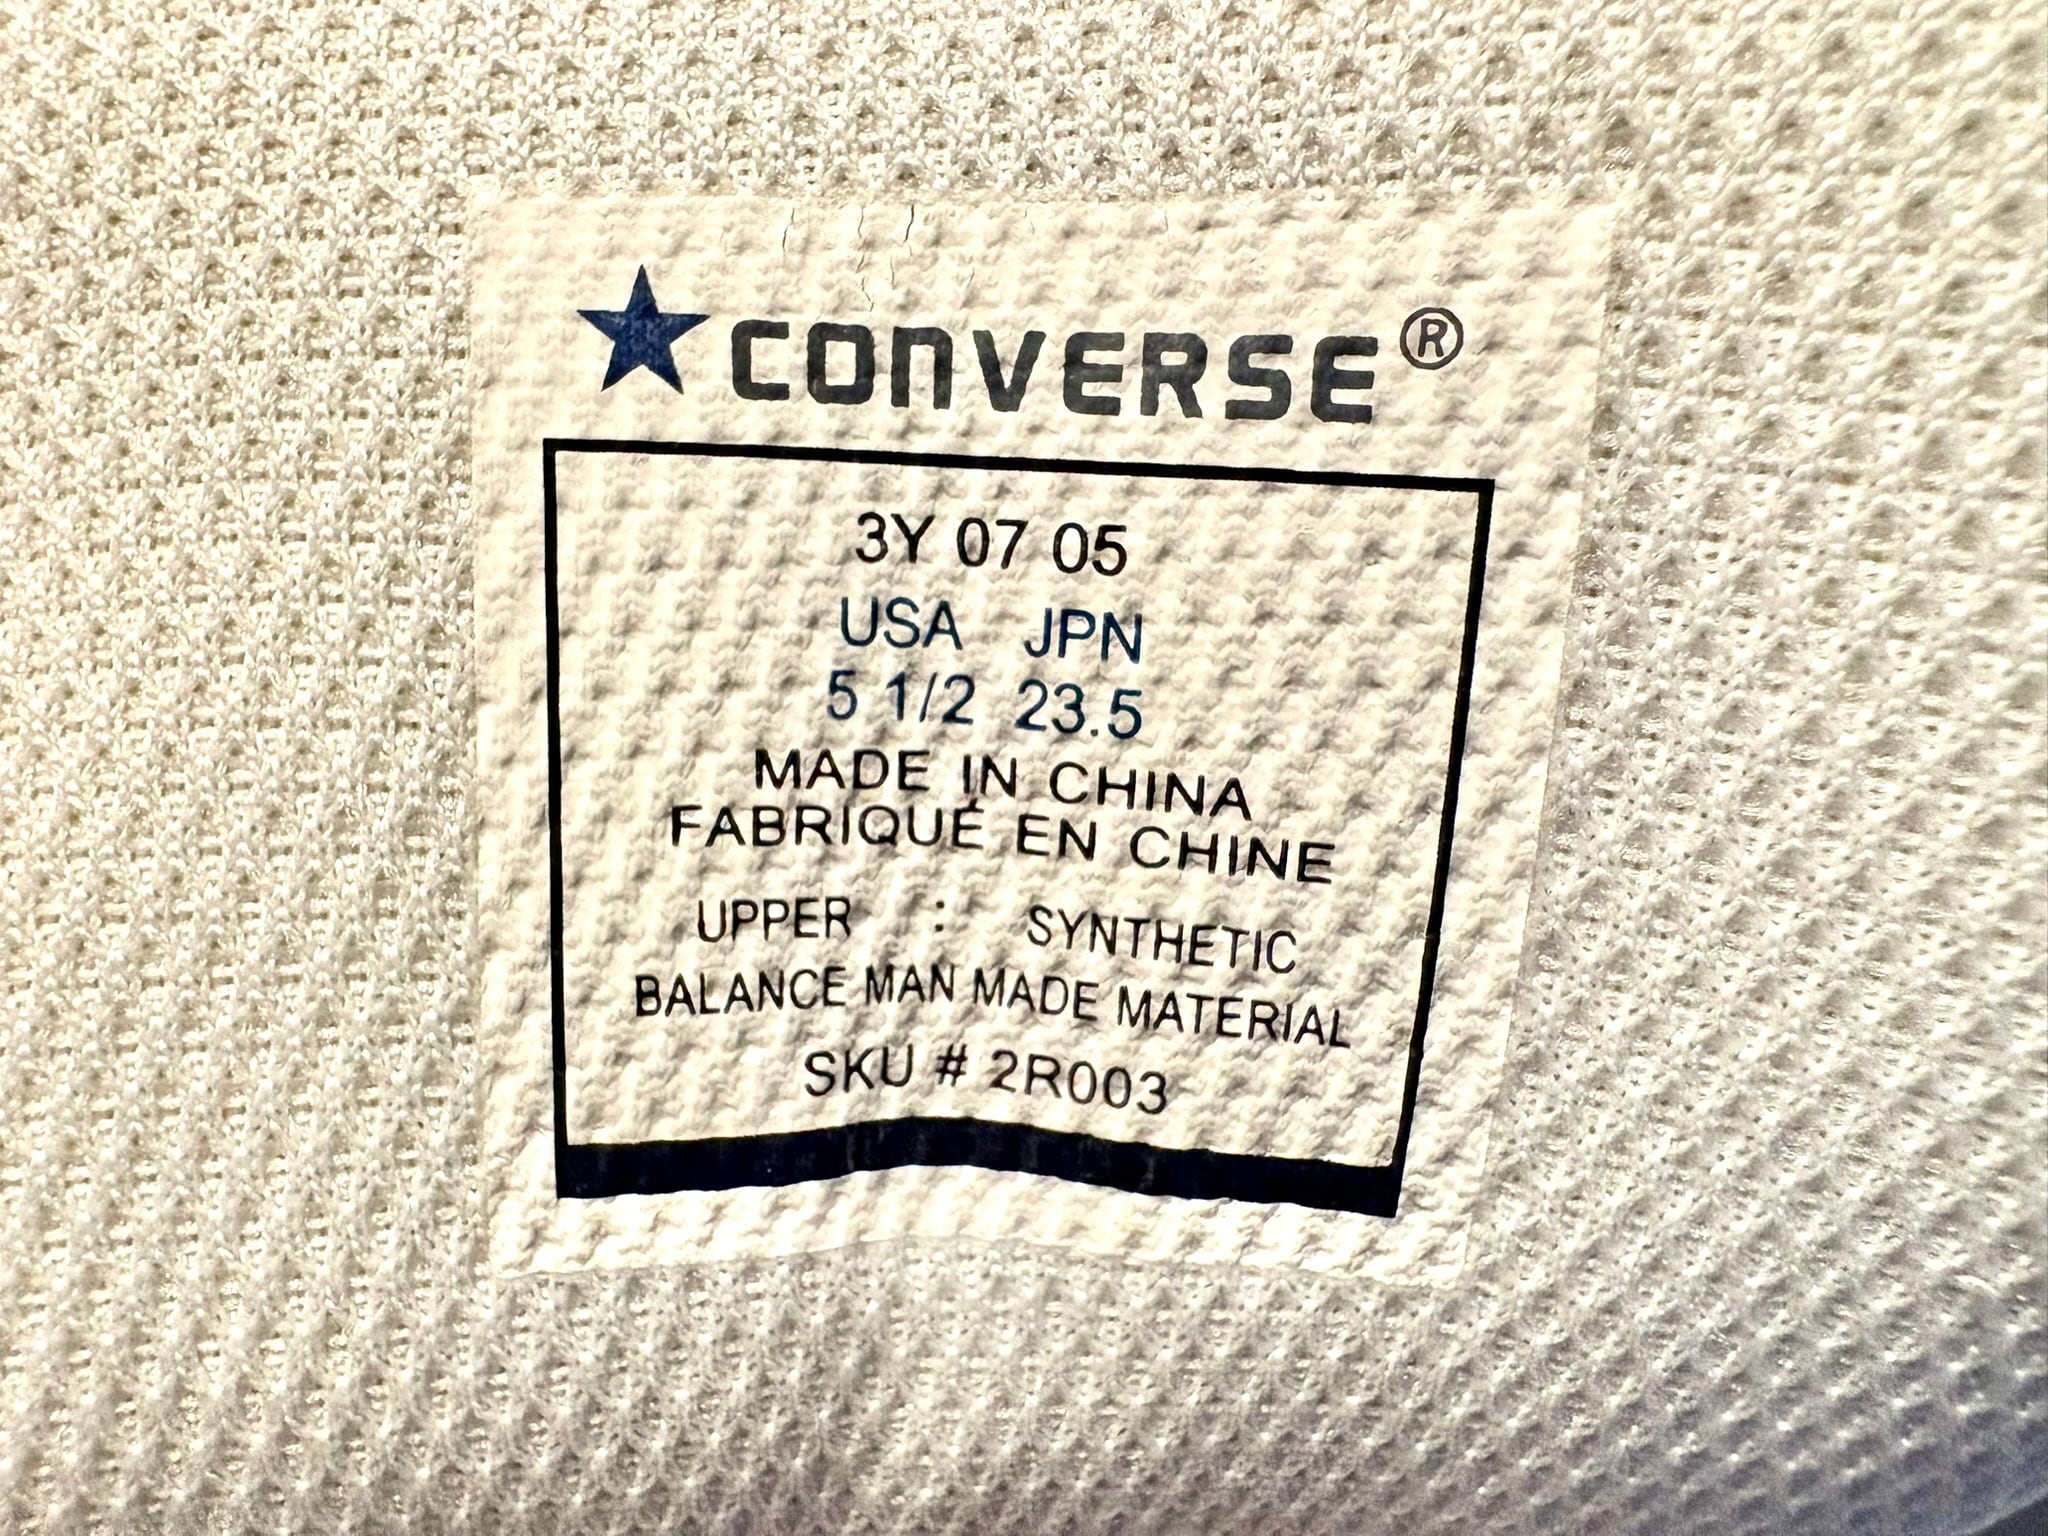 ★ CONVERSE®
3Y 07 05
USA JPN
5 1/2 23.5
MADE IN CHINA
FABRIQUÉ EN CHINE
UPPER : SYNTHETIC
BALANCE MAN MADE MATERIAL
SKU # 2R003